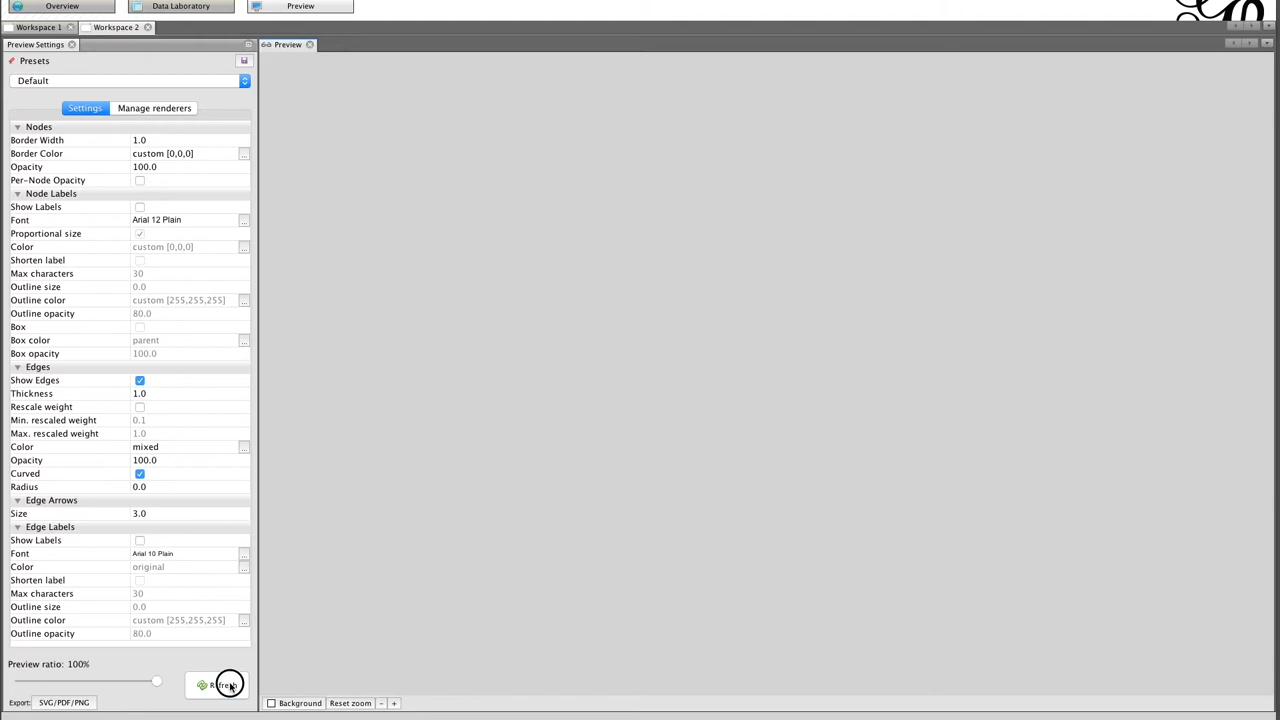 Overview Data Laboratory Preview
Workspace 1 Workspace 2
Preview Settings
Presets
Default
Settings Manage renderers
Nodes
Border Width 1.0
Border Color custom [0,0,0] ...
Opacity 100.0
Per-Node Opacity
Node Labels
Show Labels
Font Arial 12 Plain ...
Proportional size
Color custom [0,0,0] ...
Shorten label
Max characters 30
Outline size 0.0
Outline color custom [255,255,255] ...
Outline opacity 80.0
Box
Box color parent ...
Box opacity 100.0
Edges
Show Edges
Thickness 1.0
Rescale weight
Min. rescaled weight 0.1
Max. rescaled weight 1.0
Color mixed ...
Opacity 100.0
Curved
Radius 0.0
Edge Arrows
Size 3.0
Edge Labels
Show Labels
Font Arial 10 Plain ...
Color original ...
Shorten label
Max characters 30
Outline size 0.0
Outline color custom [255,255,255] ...
Outline opacity 80.0
Preview ratio: 100%
Refresh
Export: SVG/PDF/PNG
Preview
Background Reset zoom - +